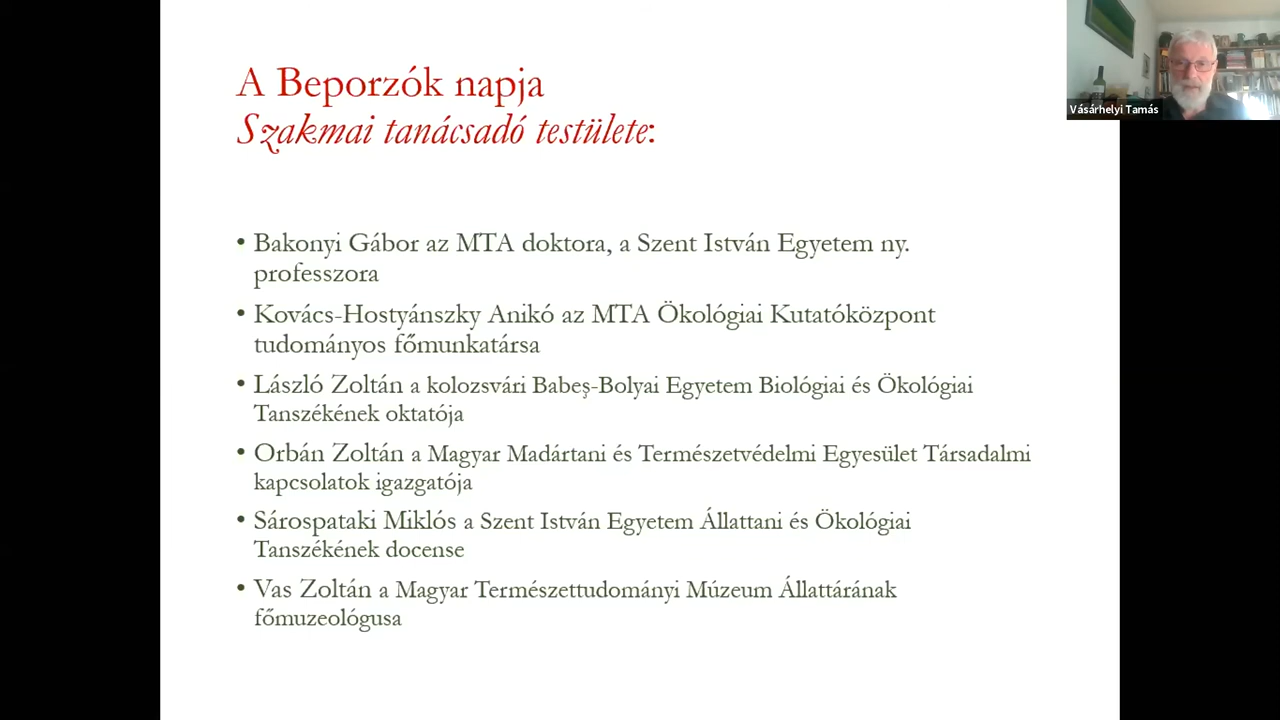 A Beporzók napja
Szakmai tanácsadó testülete:
Vásárhelyi Tamás
• Bakonyi Gábor az MTA doktora, a Szent István Egyetem ny.
professzora
• Kovács-Hostyánszky Anikó az MTA Ökológiai Kutatóközpont
tudományos főmunkatársa
• László Zoltán a kolozsvári Babeş-Bolyai Egyetem Biológiai és Ökológiai
Tanszékének oktatója
• Orbán Zoltán a Magyar Madártani és Természetvédelmi Egyesület Társadalmi
kapcsolatok igazgatója
• Sárospataki Miklós a Szent István Egyetem Állattani és Ökológiai
Tanszékének docense
• Vas Zoltán a Magyar Természettudományi Múzeum Állattárának
főmuzeológusa